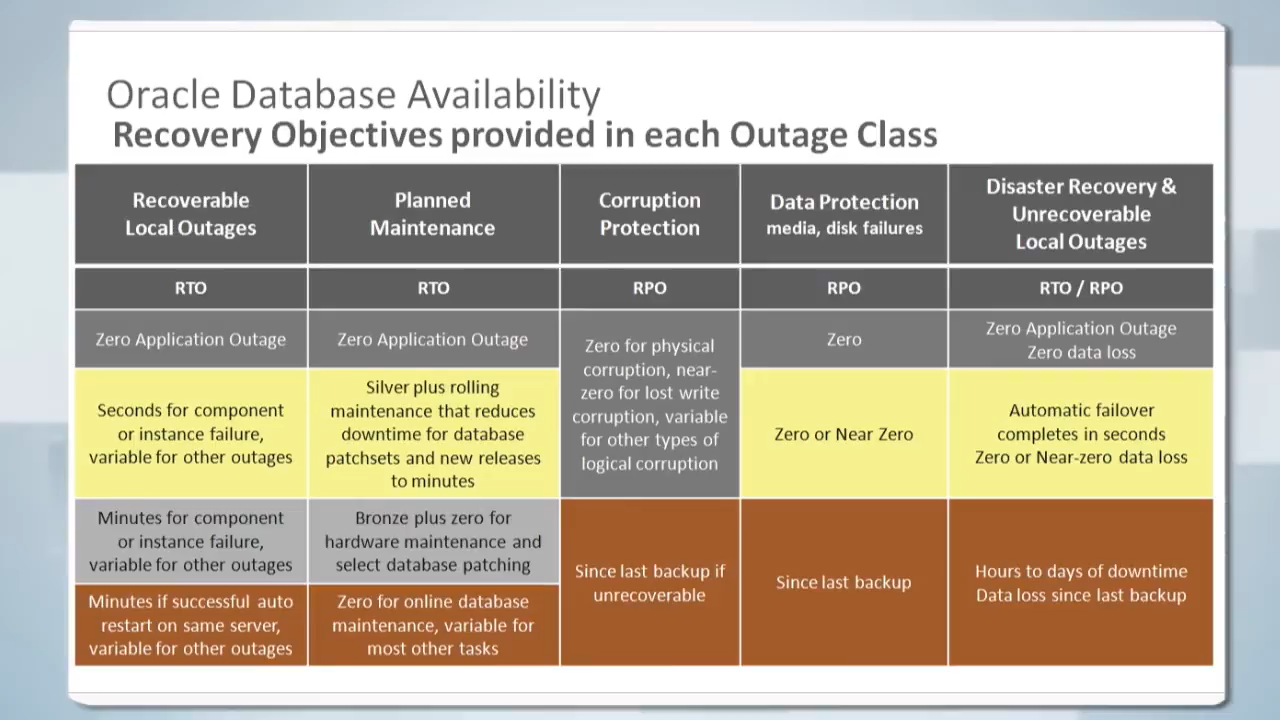 Oracle Database Availability
Recovery Objectives provided in each Outage Class
Recoverable
Local Outages
Planned
Maintenance
Corruption
Protection
Data Protection
media, disk failures
Disaster Recovery &
Unrecoverable
Local Outages
RTO
RTO
RPO
RPO
RTO / RPO
Zero Application Outage
Zero Application Outage
Zero for physical
corruption, near-
zero for lost write
corruption, variable
for other types of
logical corruption
Zero
Zero Application Outage
Zero data loss
Seconds for component
or instance failure,
variable for other outages
Silver plus rolling
maintenance that reduces
downtime for database
patchsets and new releases
to minutes
Zero or Near Zero
Automatic failover
completes in seconds
Zero or Near-zero data loss
Minutes for component
or instance failure,
variable for other outages
Bronze plus zero for
hardware maintenance and
select database patching
Since last backup if
unrecoverable
Since last backup
Hours to days of downtime
Data loss since last backup
Minutes if successful auto
restart on same server,
variable for other outages
Zero for online database
maintenance, variable for
most other tasks